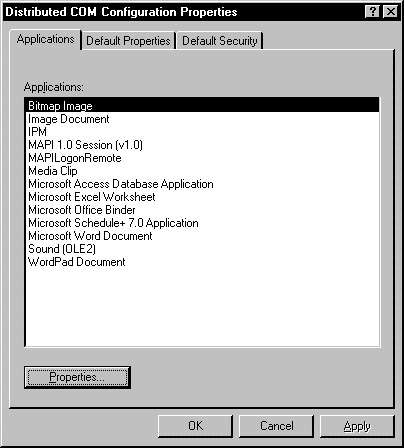 Distributed COM Configuration Properties
Applications Default Properties Default Security
Applications:
Bitmap Image
Image Document
IPM
MAPI 1.0 Session (v1.0)
MAPILogonRemote
Media Clip
Microsoft Access Database Application
Microsoft Excel Worksheet
Microsoft Office Binder
Microsoft Schedule+ 7.0 Application
Microsoft Word Document
Sound (OLE2)
WordPad Document
Properties...
OK Cancel Apply